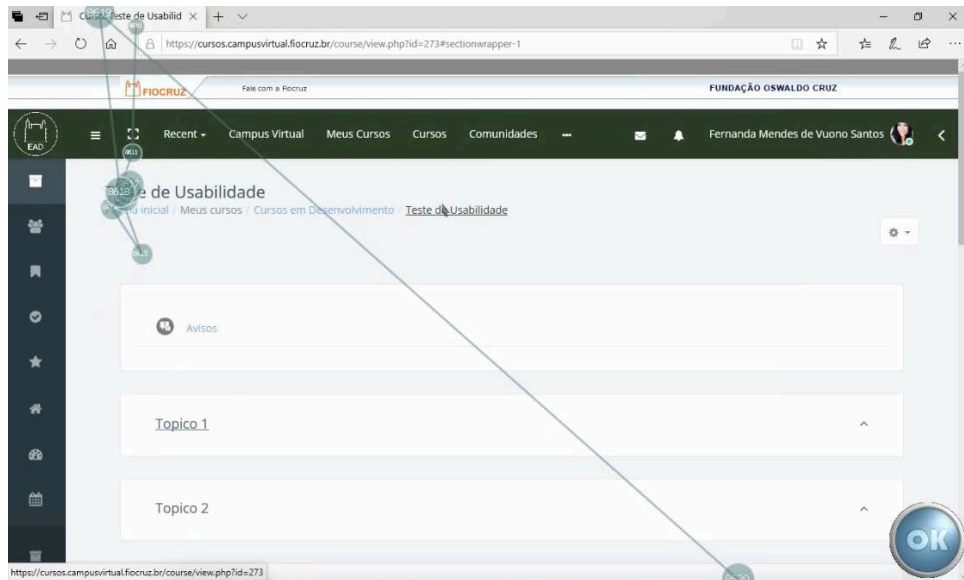 Teste de Usabilid
https://cursos.campusvirtual.fiocruz.br/course/view.php?id=273#sectionwrapper-1
FIOCRUZ
Fale com a Fiocruz
FUNDAÇÃO OSWALDO CRUZ
EAD
Recent
Campus Virtual
Meus Cursos
Cursos
Comunidades
Fernanda Mendes de Vuono Santos
8611
de Usabilidade
inicial / Meus cursos / Cursos em Desenvolvimento / Teste de Usabilidade
Avisos
Topico 1
Topico 2
OK
https://cursos.campusvirtual.fiocruz.br/course/view.php?id=273